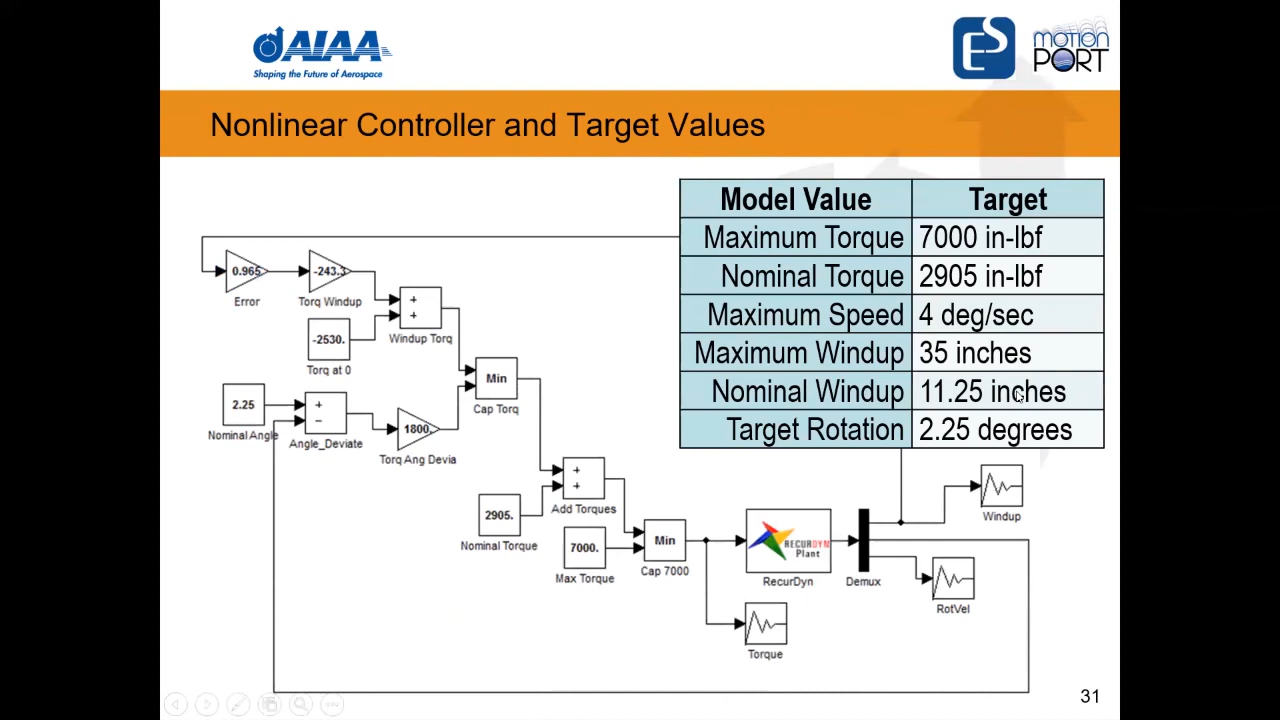 AIAA
Shaping the Future of Aerospace
ES
motion
PORT
Nonlinear Controller and Target Values
Model Value Target
Maximum Torque 7000 in-lbf
Nominal Torque 2905 in-lbf
Maximum Speed 4 deg/sec
Maximum Windup 35 inches
Nominal Windup 11.25 inches
Target Rotation 2.25 degrees
0.965
Error
-243.3
Torq Windup
+
+
Windup Torq
-2530.
Torq at 0
Min
Cap Torq
2.25
Nominal Angle
+
−
Angle_Deviate
1800.
Torq Ang Devia
+
+
Add Torques
2905.
Nominal Torque
7000.
Max Torque
Min
Cap 7000
RECURDYN
Plant
RecurDyn
Demux
Windup
RotVel
Torque
31